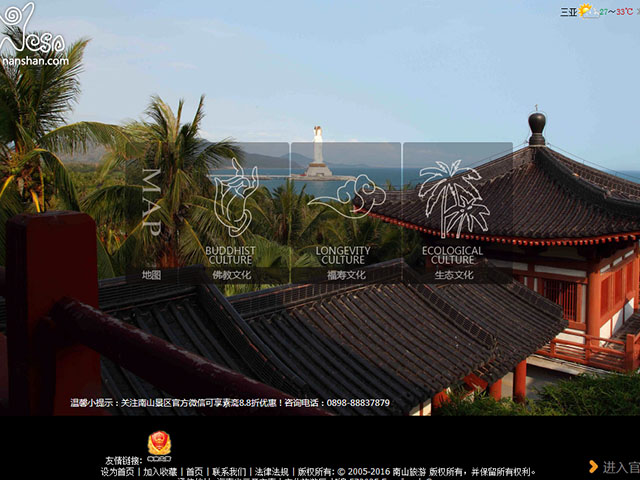 三亚 27~33℃
nanshan.com
MAP
地图
BUDDHIST
CULTURE
佛教文化
LONGEVITY
CULTURE
福寿文化
ECOLOGICAL
CULTURE
生态文化
温馨小提示：关注南山景区官方微信可享素斋8.8折优惠！咨询电话：0898-88837879
友情链接:
设为首页 | 加入收藏 | 首页 | 联系我们 | 法律法规 | 版权所有: © 2005-2016 南山旅游 版权所有，并保留所有权利。
进入官